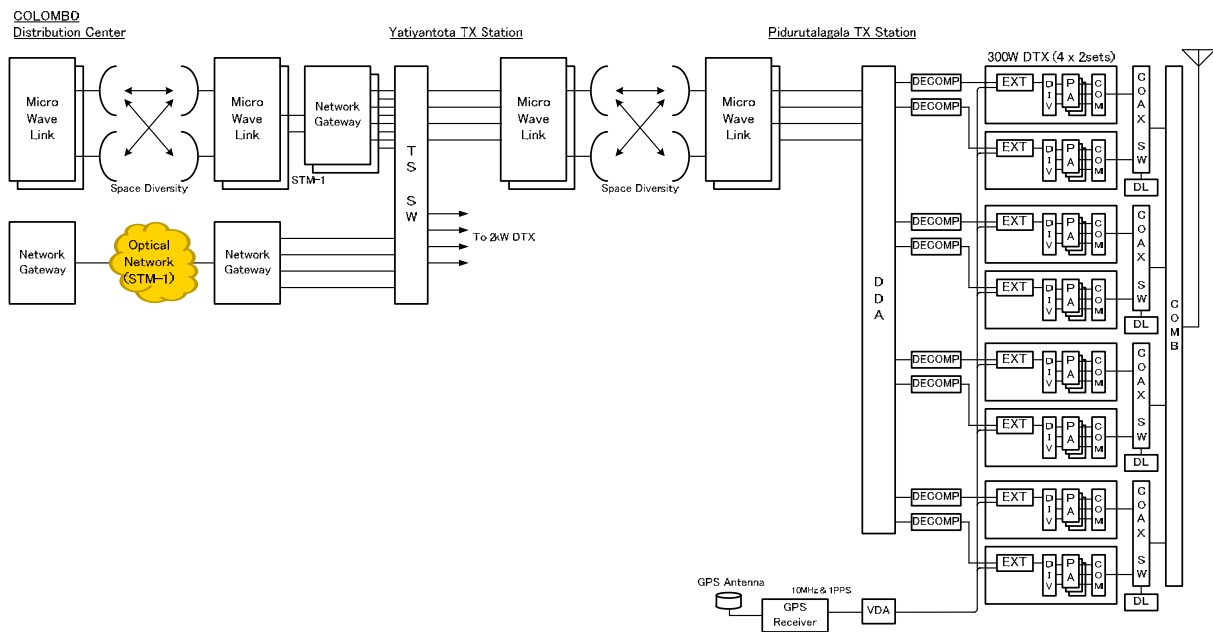 COLOMBO
Distribution Center
Yatiyantota TX Station
Pidurutalagala TX Station
Micro
Wave
Link
Space Diversity
Micro
Wave
Link
STM-1
Network
Gateway
TS SW
Micro
Wave
Link
Space Diversity
Micro
Wave
Link
Network
Gateway
Optical
Network
(STM-1)
Network
Gateway
To 2kW DTX
DDA
300W DTX (4 x 2sets)
DECOMP
EXT
DIV
PA
COM
COAX SW
DECOMP
EXT
DIV
PA
COM
DL
DECOMP
EXT
DIV
PA
COM
COAX SW
DECOMP
EXT
DIV
PA
COM
DL
DECOMP
EXT
DIV
PA
COM
COAX SW
DECOMP
EXT
DIV
PA
COM
DL
DECOMP
EXT
DIV
PA
COM
COAX SW
DECOMP
EXT
DIV
PA
COM
DL
COMB
GPS Antenna
GPS
Receiver
10MHz & 1PPS
VDA